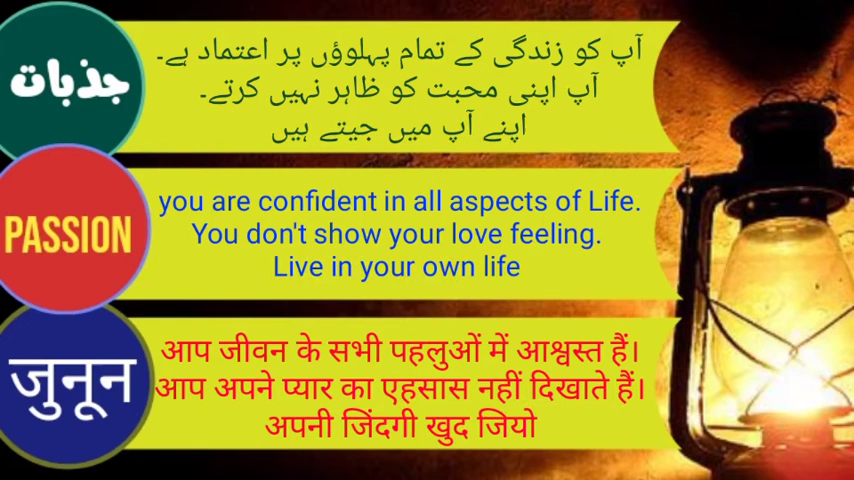 جذبات
آپ کو زندگی کے تمام پہلوؤں پر اعتماد ہے۔
آپ اپنی محبت کو ظاہر نہیں کرتے۔
اپنے آپ میں جیتے ہیں
PASSION
you are confident in all aspects of Life.
You don't show your love feeling.
Live in your own life
जुनून
आप जीवन के सभी पहलुओं में आश्वस्त हैं।
आप अपने प्यार का एहसास नहीं दिखाते हैं।
अपनी जिंदगी खुद जियो